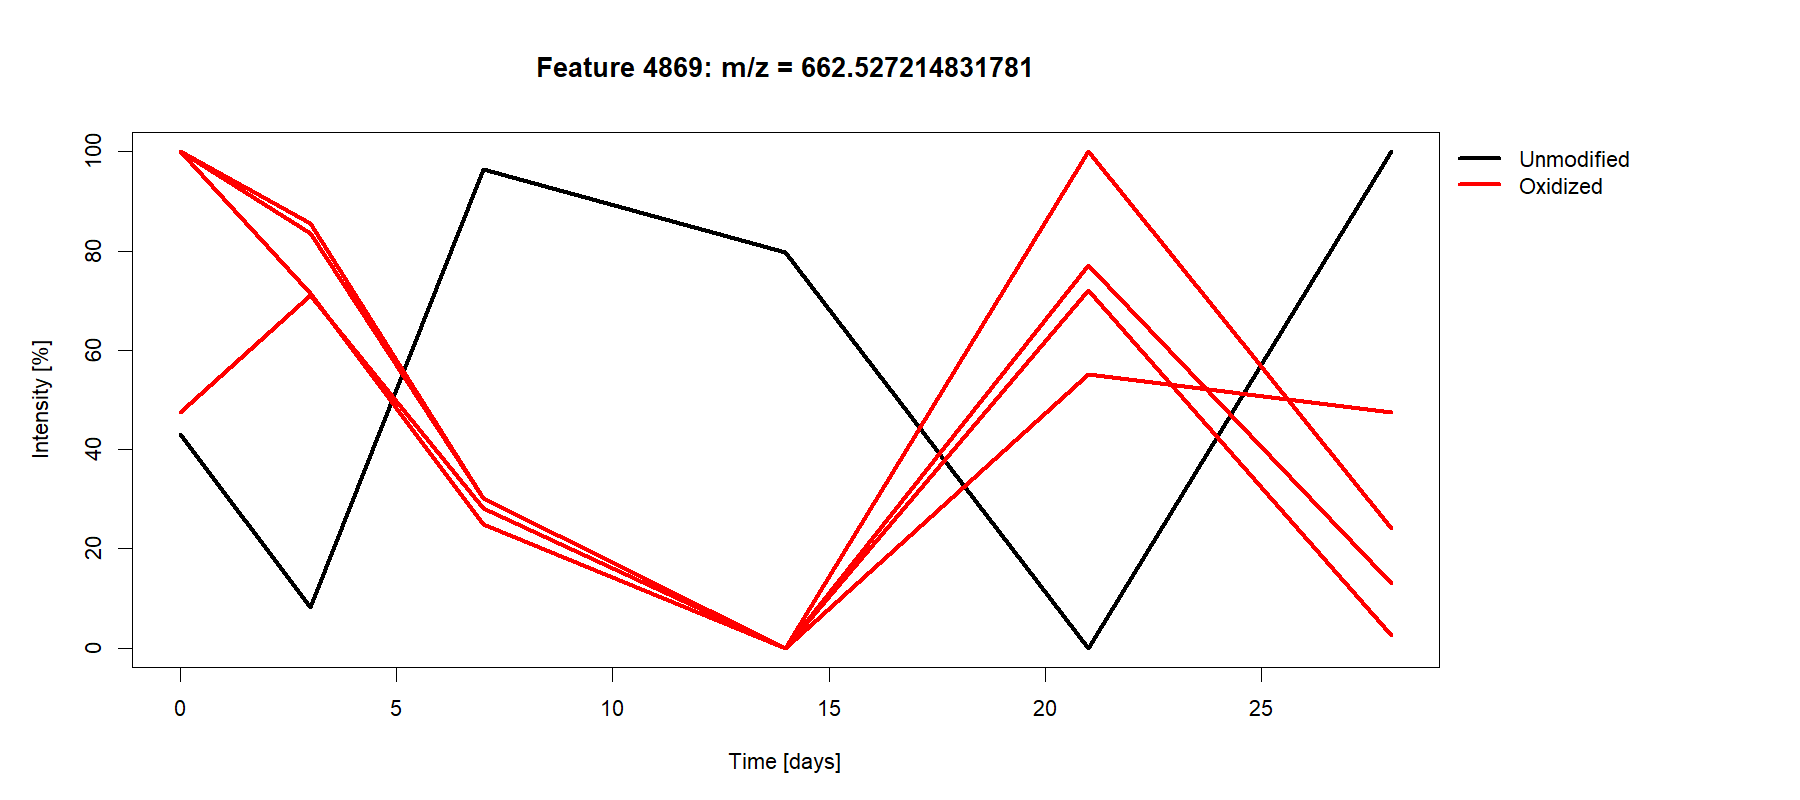 Feature 4869: m/z = 662.527214831781
Unmodified
Oxidized
Intensity [%]
100
80
60
40
20
0
0 5 10 15 20 25
Time [days]